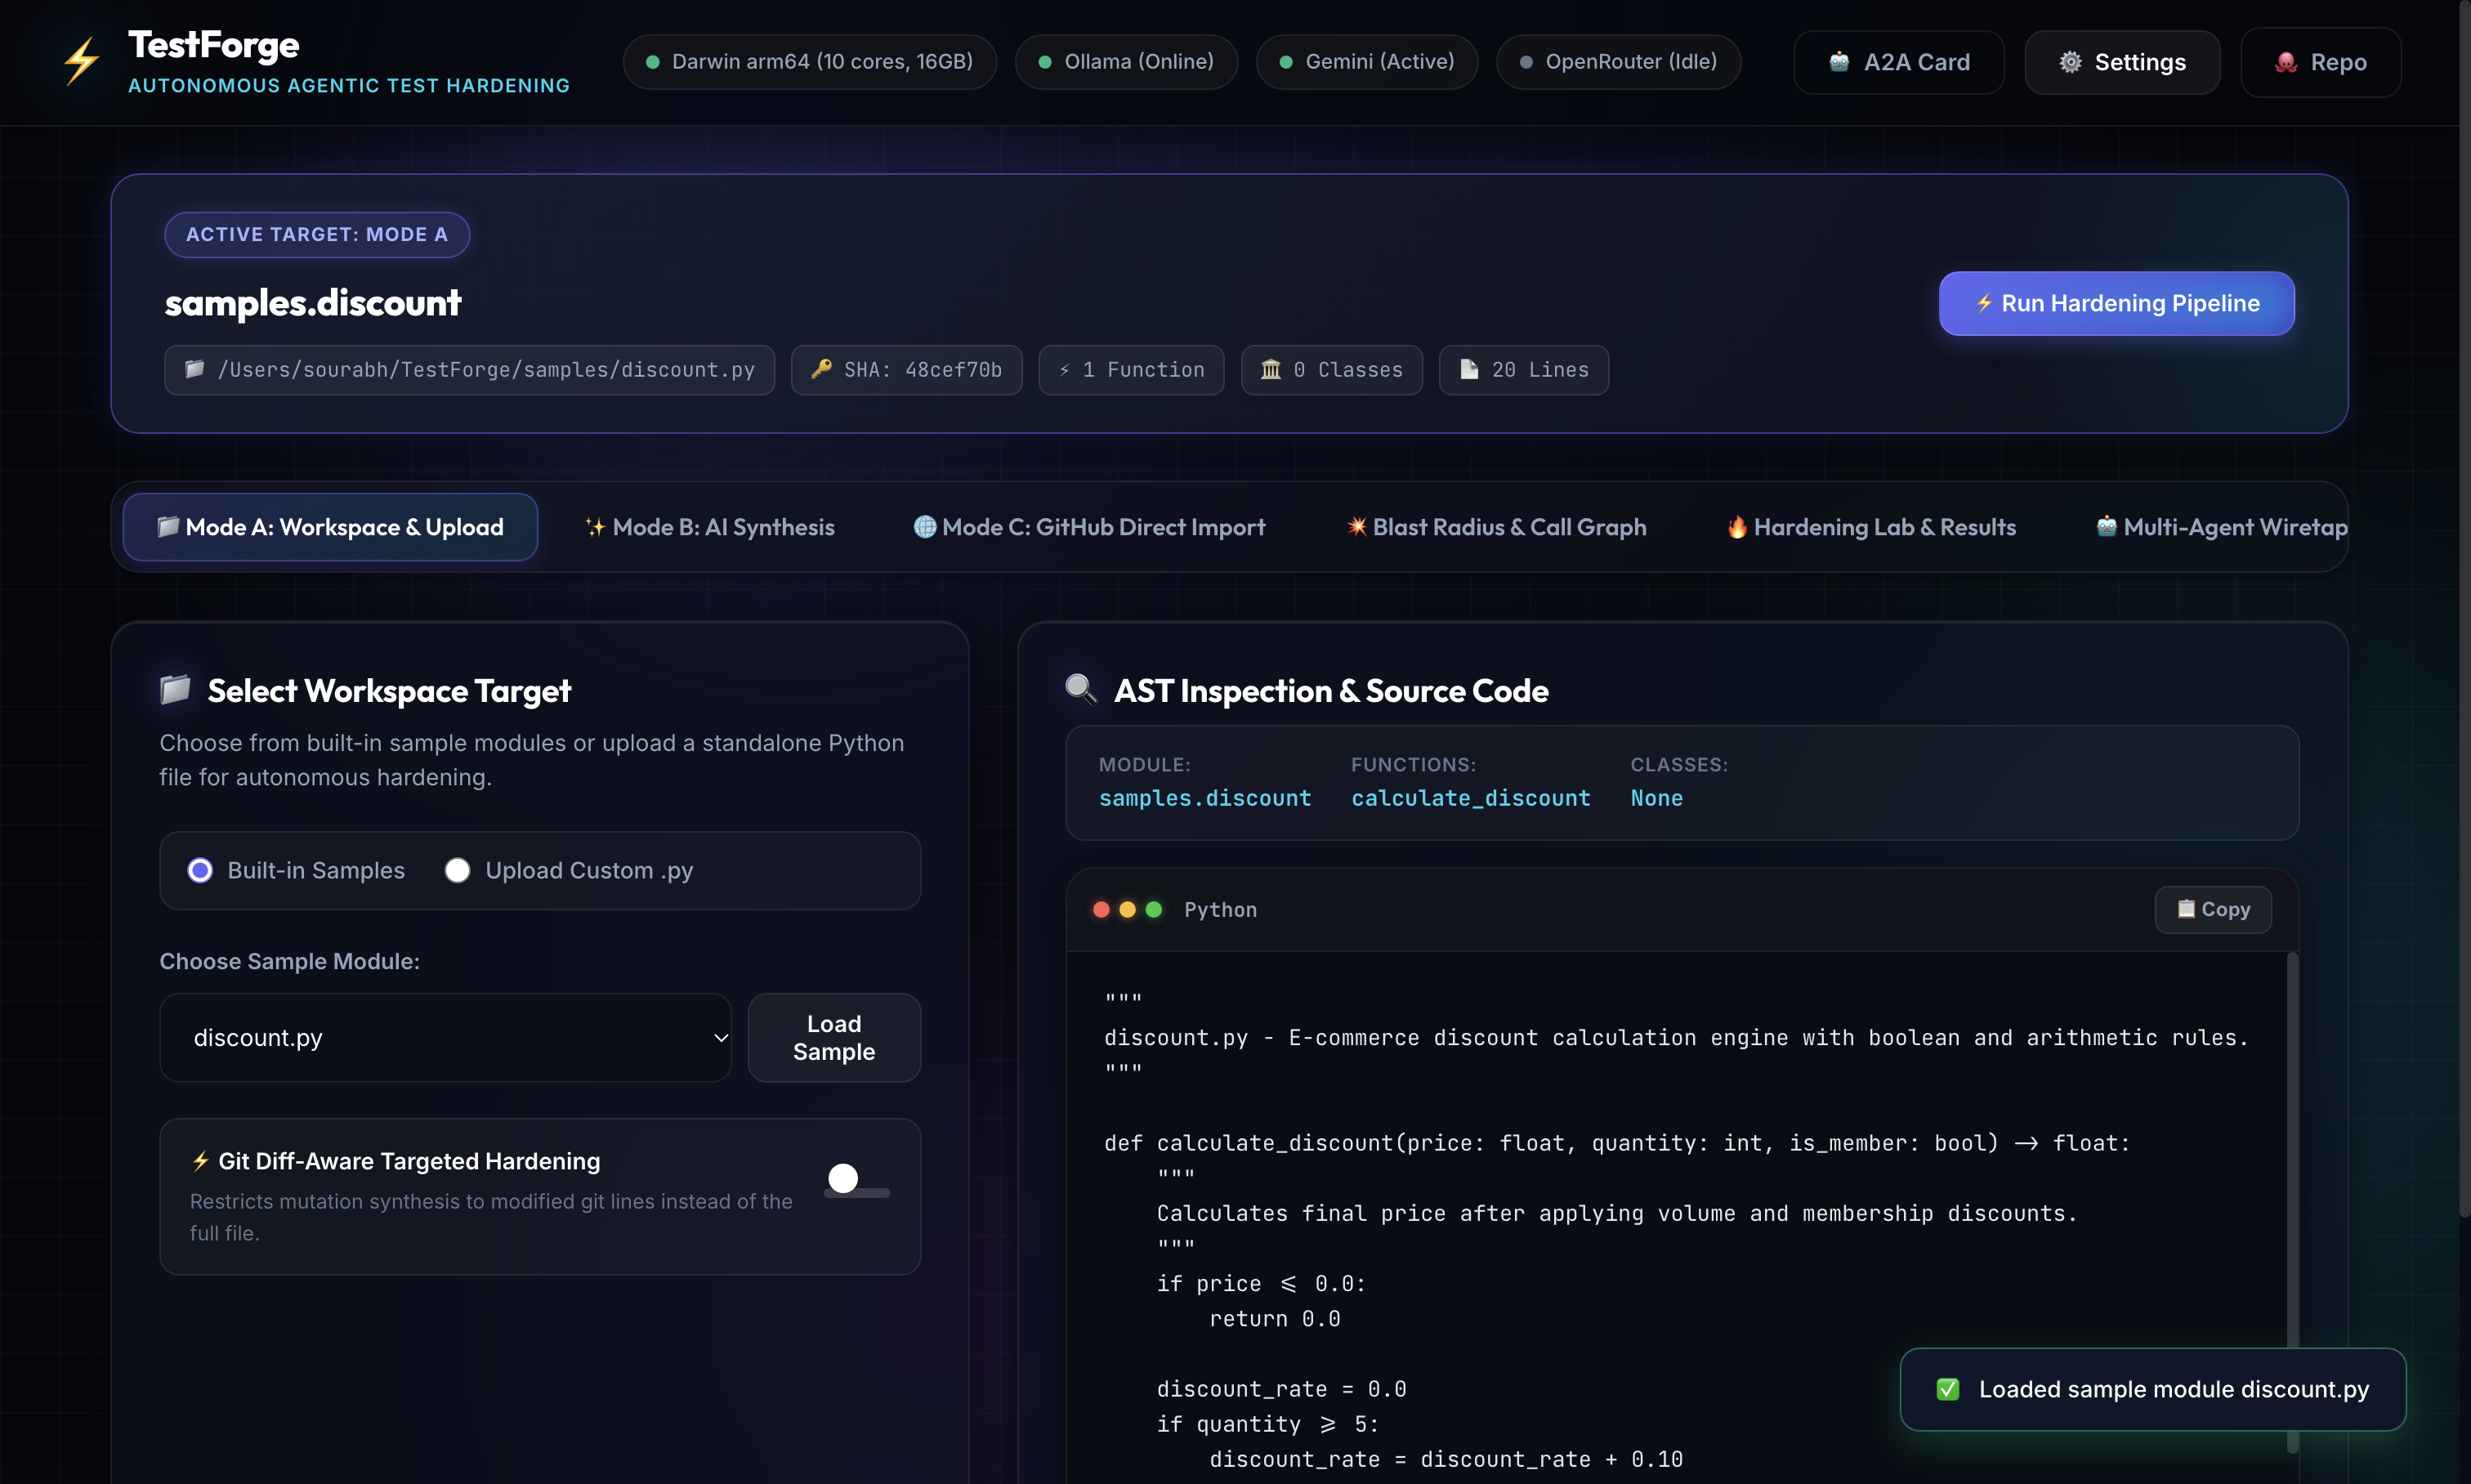 TestForge
AUTONOMOUS AGENTIC TEST HARDENING
Darwin arm64 (10 cores, 16GB)
Ollama (Online)
Gemini (Active)
OpenRouter (Idle)
A2A Card
Settings
Repo
ACTIVE TARGET: MODE A
samples.discount
/Users/sourabh/TestForge/samples/discount.py
SHA: 48cef70b
1 Function
0 Classes
20 Lines
Run Hardening Pipeline
Mode A: Workspace & Upload
Mode B: AI Synthesis
Mode C: GitHub Direct Import
Blast Radius & Call Graph
Hardening Lab & Results
Multi-Agent Wiretap
Select Workspace Target
Choose from built-in sample modules or upload a standalone Python
file for autonomous hardening.
Built-in Samples
Upload Custom .py
Choose Sample Module:
discount.py
Load
Sample
Git Diff-Aware Targeted Hardening
Restricts mutation synthesis to modified git lines instead of the
full file.
AST Inspection & Source Code
MODULE:
samples.discount
FUNCTIONS:
calculate_discount
CLASSES:
None
Python
Copy
"""
discount.py - E-commerce discount calculation engine with boolean and arithmetic rules.
"""
def calculate_discount(price: float, quantity: int, is_member: bool) -> float:
"""
Calculates final price after applying volume and membership discounts.
"""
if price <= 0.0:
return 0.0
discount_rate = 0.0
if quantity >= 5:
discount_rate = discount_rate + 0.10
Loaded sample module discount.py